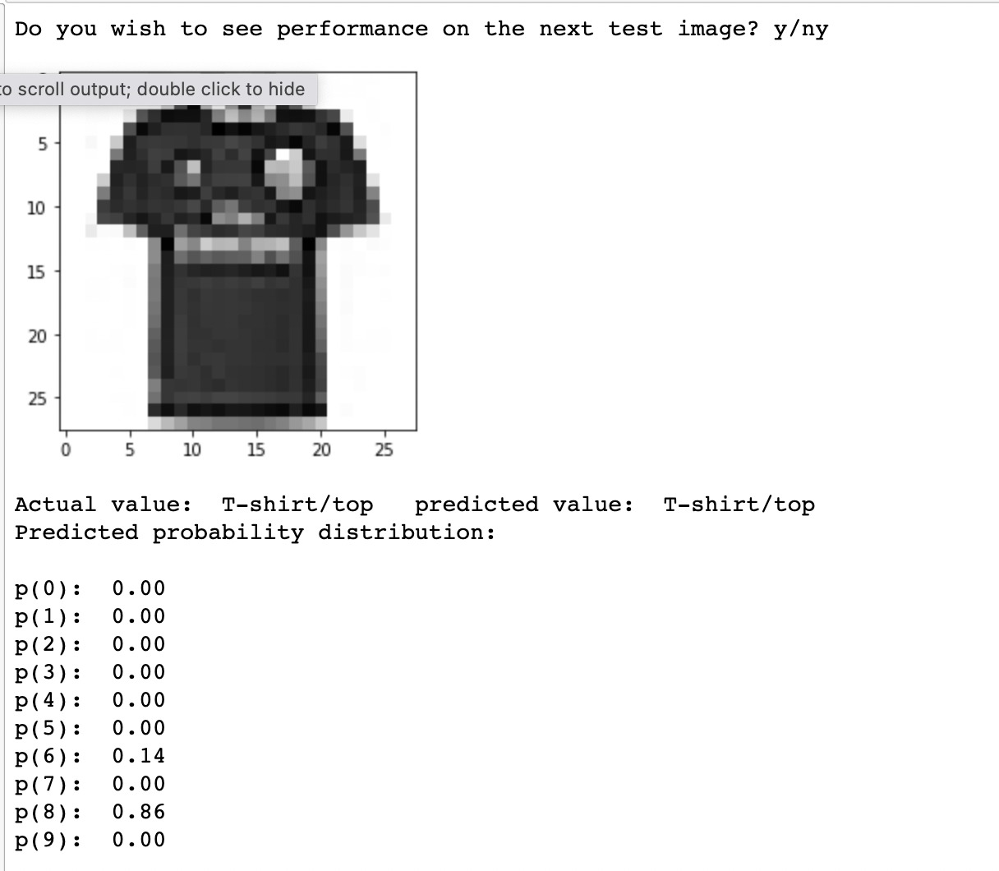 Do you wish to see performance on the next test image? y/ny
to scroll output; double click to hide
5
10
15
20
25
0 5 10 15 20 25
Actual value: T-shirt/top predicted value: T-shirt/top
Predicted probability distribution:
p(0): 0.00
p(1): 0.00
p(2): 0.00
p(3): 0.00
p(4): 0.00
p(5): 0.00
p(6): 0.14
p(7): 0.00
p(8): 0.86
p(9): 0.00